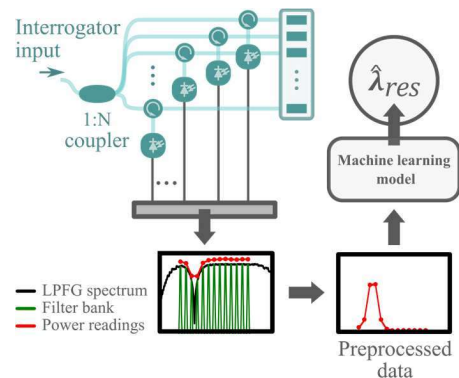 Interrogator
input
1:N
coupler
λ̂res
Machine learning
model
LPFG spectrum
Filter bank
Power readings
Preprocessed
data